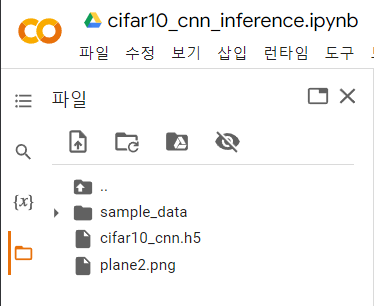 cifar10_cnn_inference.ipynb
파일 수정 보기 삽입 런타임 도구
파일
{x}
..
sample_data
cifar10_cnn.h5
plane2.png